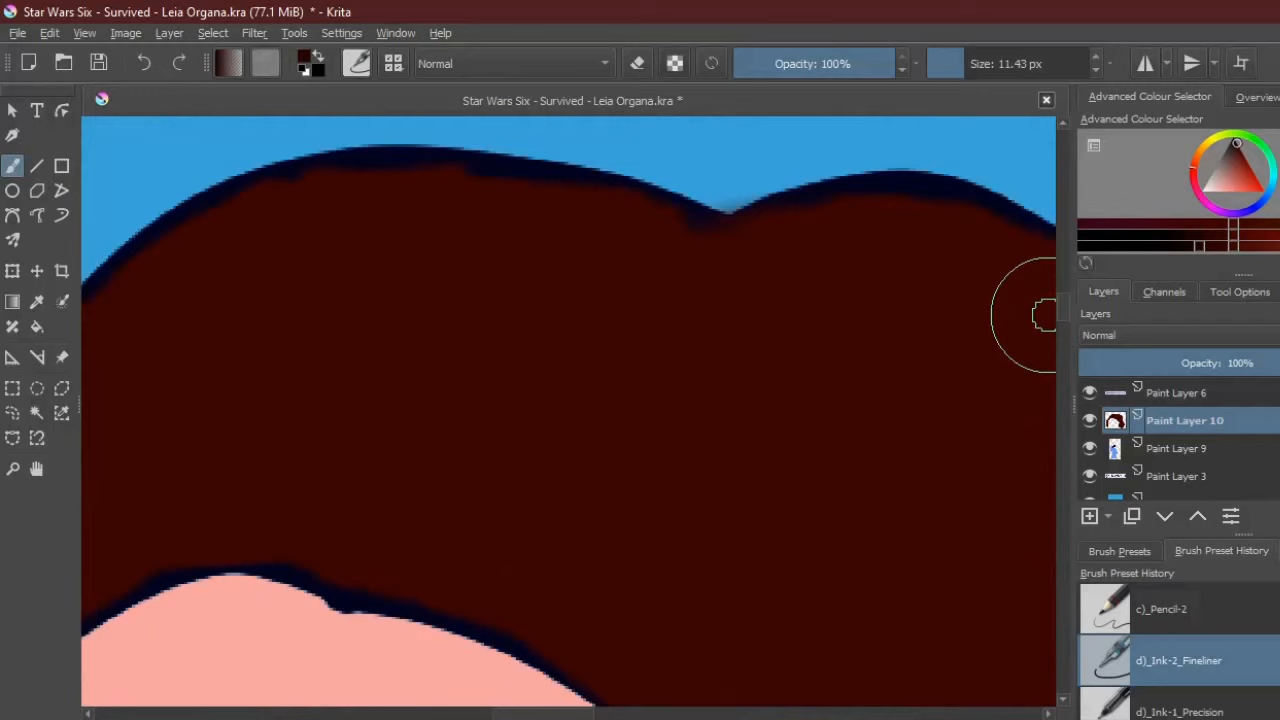 Star Wars Six - Survived - Leia Organa.kra (77.1 MiB) * - Krita
File Edit View Image Layer Select Filter Tools Settings Window Help
Normal Opacity: 100% Size: 11.43 px
Star Wars Six - Survived - Leia Organa.kra *
Advanced Colour Selector Overview
Advanced Colour Selector
Layers Channels Tool Options
Layers
Normal
Opacity: 100%
Paint Layer 6
Paint Layer 10
Paint Layer 9
Paint Layer 3
Brush Presets Brush Preset History
Brush Preset History
c)_Pencil-2
d)_Ink-2_Fineliner
d)_Ink-1_Precision